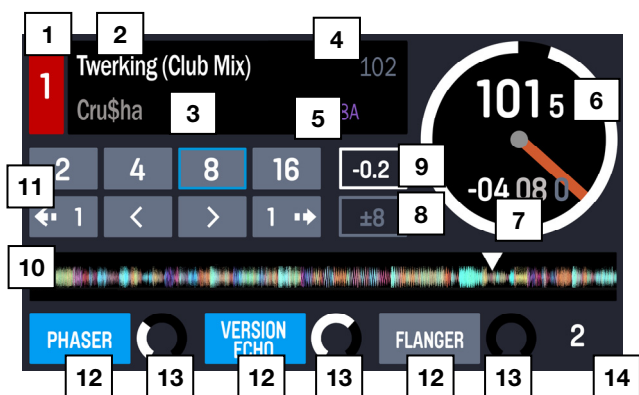 1 2 4
1 Twerking (Club Mix) 102
Cru$ha 3 5 8A
101 5 6
2 4 8 16 -0.2 9
-04 08 0
11
← 1 < > 1 → ±8 8 7
10
PHASER VERSION ECHO FLANGER 2
12 13 12 13 12 13 14